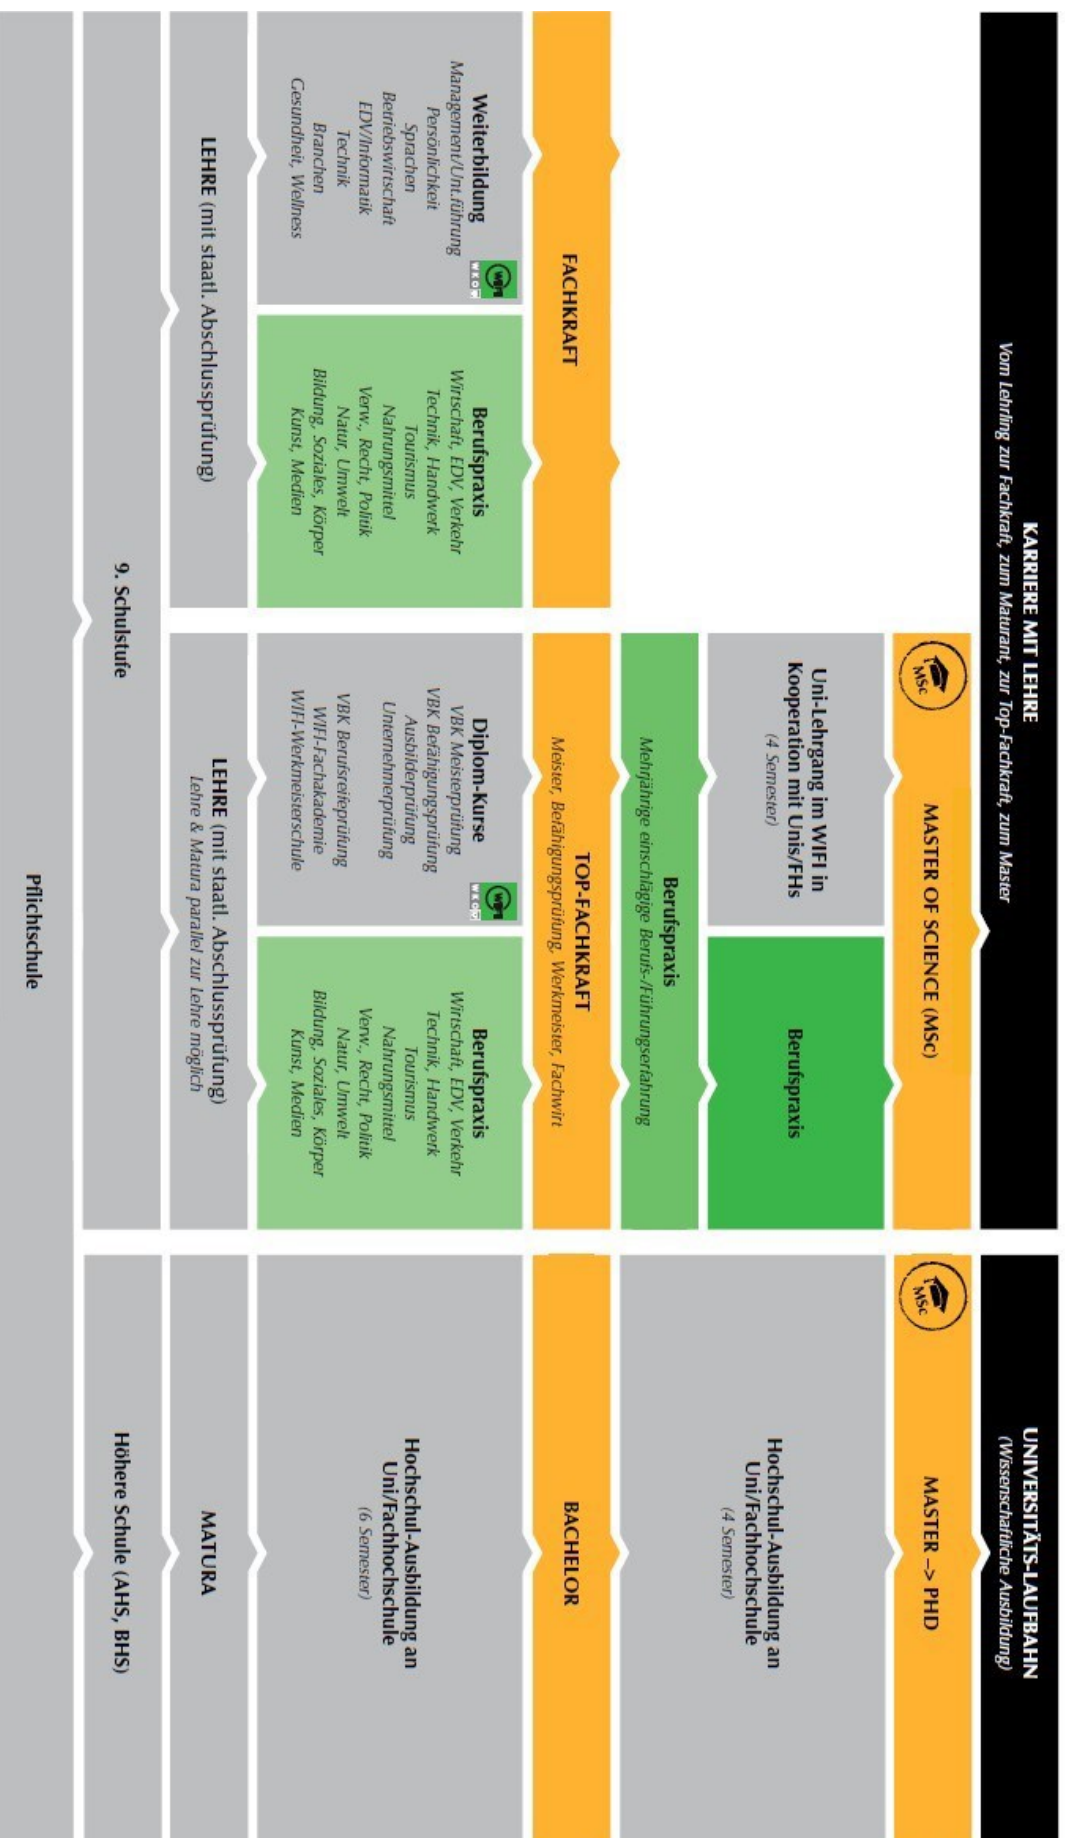 KARRIERE MIT LEHRE
Vom Lehrling zur Fachkraft, zum Maturant, zur Top-Fachkraft, zum Master
UNIVERSITÄTS-LAUFBAHN
(Wissenschaftliche Ausbildung)
MSc
MASTER OF SCIENCE (MSc)
MSc
MASTER –> PHD
Uni-Lehrgang im WIFI in
Kooperation mit Unis/FHs
(4 Semester)
Berufspraxis
Hochschul-Ausbildung an
Uni/Fachhochschule
(4 Semester)
Berufspraxis
Mehrjährige einschlägige Berufs-/Führungserfahrung
FACHKRAFT
TOP-FACHKRAFT
Meister, Befähigungsprüfung, Werkmeister, Fachwirt
BACHELOR
Weiterbildung
Management/Unt.führung
Persönlichkeit
Sprachen
Betriebswirtschaft
EDV/Informatik
Technik
Branchen
Gesundheit, Wellness
WIFI
WKO
Berufspraxis
Wirtschaft, EDV, Verkehr
Technik, Handwerk
Tourismus
Nahrungsmittel
Verw., Recht, Politik
Natur, Umwelt
Bildung, Soziales, Körper
Kunst, Medien
Diplom-Kurse
VBK Meisterprüfung
VBK Befähigungsprüfung
Ausbilderprüfung
Unternehmerprüfung
VBK Berufsreifeprüfung
WIFI-Fachakademie
WIFI-Werkmeisterschule
WIFI
WKO
Berufspraxis
Wirtschaft, EDV, Verkehr
Technik, Handwerk
Tourismus
Nahrungsmittel
Verw., Recht, Politik
Natur, Umwelt
Bildung, Soziales, Körper
Kunst, Medien
Hochschul-Ausbildung an
Uni/Fachhochschule
(6 Semester)
LEHRE (mit staatl. Abschlussprüfung)
LEHRE (mit staatl. Abschlussprüfung)
Lehre & Matura parallel zur Lehre möglich
MATURA
9. Schulstufe
Höhere Schule (AHS, BHS)
Pflichtschule